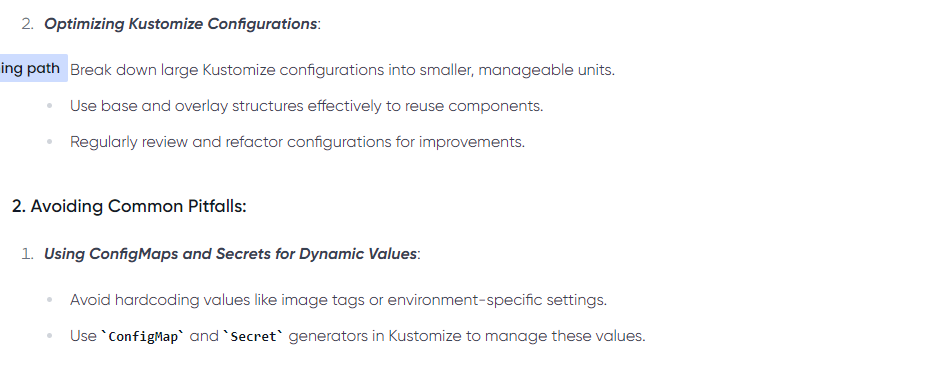 2. Optimizing Kustomize Configurations:
ing path Break down large Kustomize configurations into smaller, manageable units.
Use base and overlay structures effectively to reuse components.
Regularly review and refactor configurations for improvements.
2. Avoiding Common Pitfalls:
1. Using ConfigMaps and Secrets for Dynamic Values:
Avoid hardcoding values like image tags or environment-specific settings.
Use `ConfigMap` and `Secret` generators in Kustomize to manage these values.